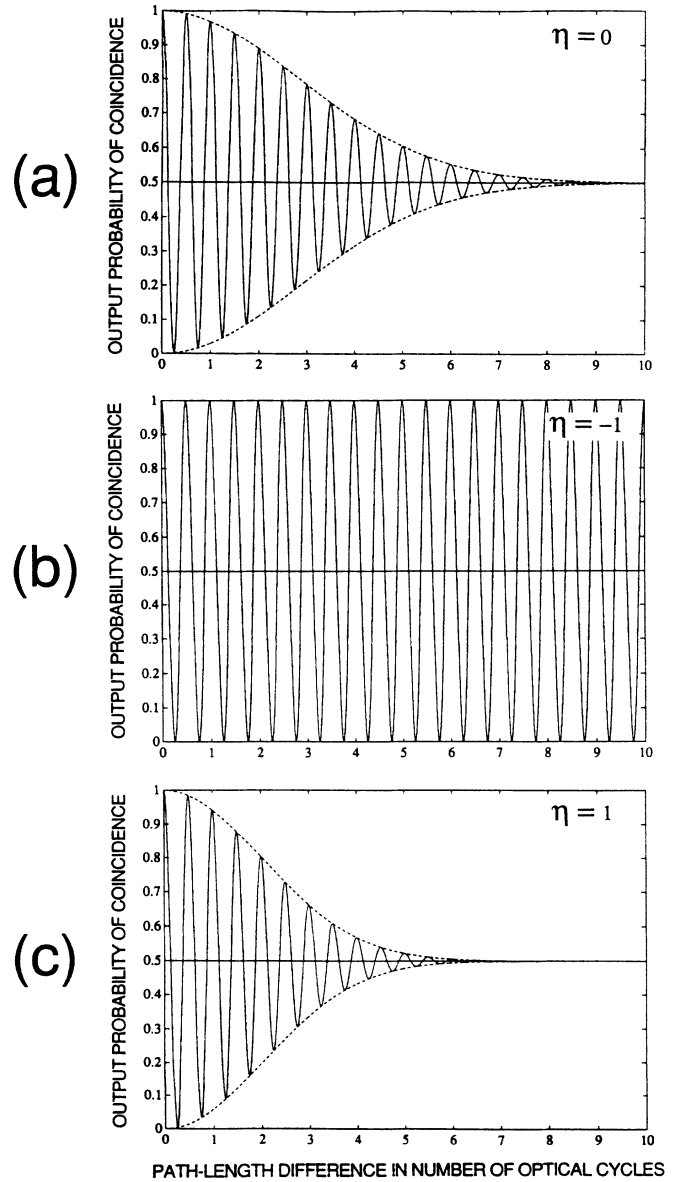 (a)
OUTPUT PROBABILITY OF COINCIDENCE
η = 0
1
0.9
0.8
0.7
0.6
0.5
0.4
0.3
0.2
0.1
0
0 1 2 3 4 5 6 7 8 9 10
(b)
OUTPUT PROBABILITY OF COINCIDENCE
η = -1
1
0.9
0.8
0.7
0.6
0.5
0.4
0.3
0.2
0.1
0
0 1 2 3 4 5 6 7 8 9 10
(c)
OUTPUT PROBABILITY OF COINCIDENCE
η = 1
1
0.9
0.8
0.7
0.6
0.5
0.4
0.3
0.2
0.1
0
0 1 2 3 4 5 6 7 8 9 10
PATH-LENGTH DIFFERENCE IN NUMBER OF OPTICAL CYCLES